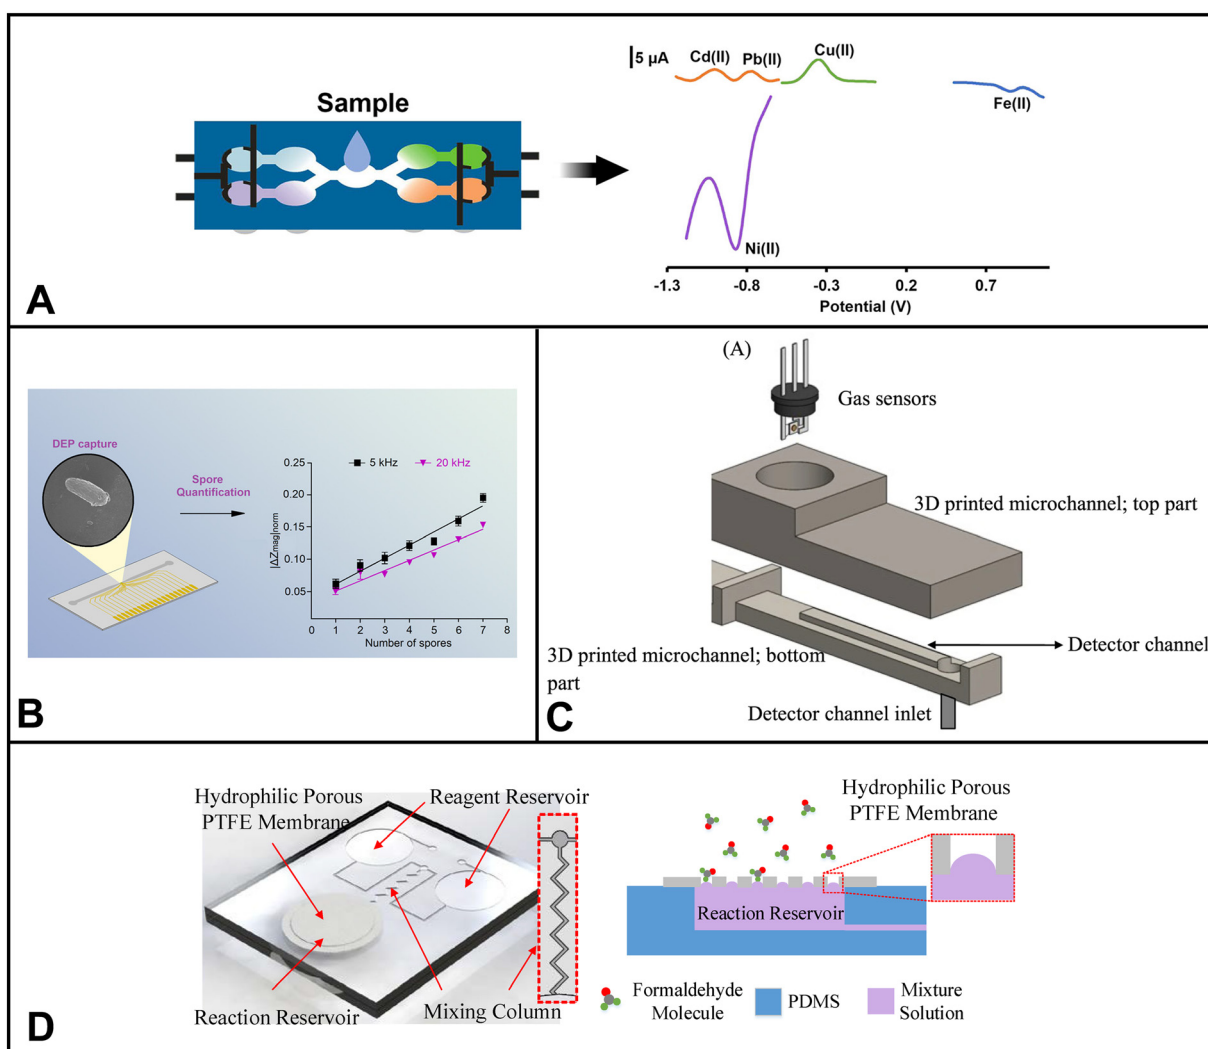 Sample
5 µA
Cd(II)
Pb(II)
Cu(II)
Fe(II)
Ni(II)
-1.3
-0.8
-0.3
0.2
0.7
Potential (V)
A
DEP capture
Spore
Quantification
5 kHz
20 kHz
0.25
0.20
0.15
0.10
0.05
|ΔZmag|norm
0
1
2
3
4
5
6
7
8
Number of spores
B
(A)
Gas sensors
3D printed microchannel; top part
Detector channel
3D printed microchannel; bottom
part
Detector channel inlet
C
Hydrophilic Porous
PTFE Membrane
Reagent Reservoir
Reaction Reservoir
Mixing Column
Hydrophilic Porous
PTFE Membrane
Reaction Reservoir
Formaldehyde
Molecule
PDMS
Mixture
Solution
D